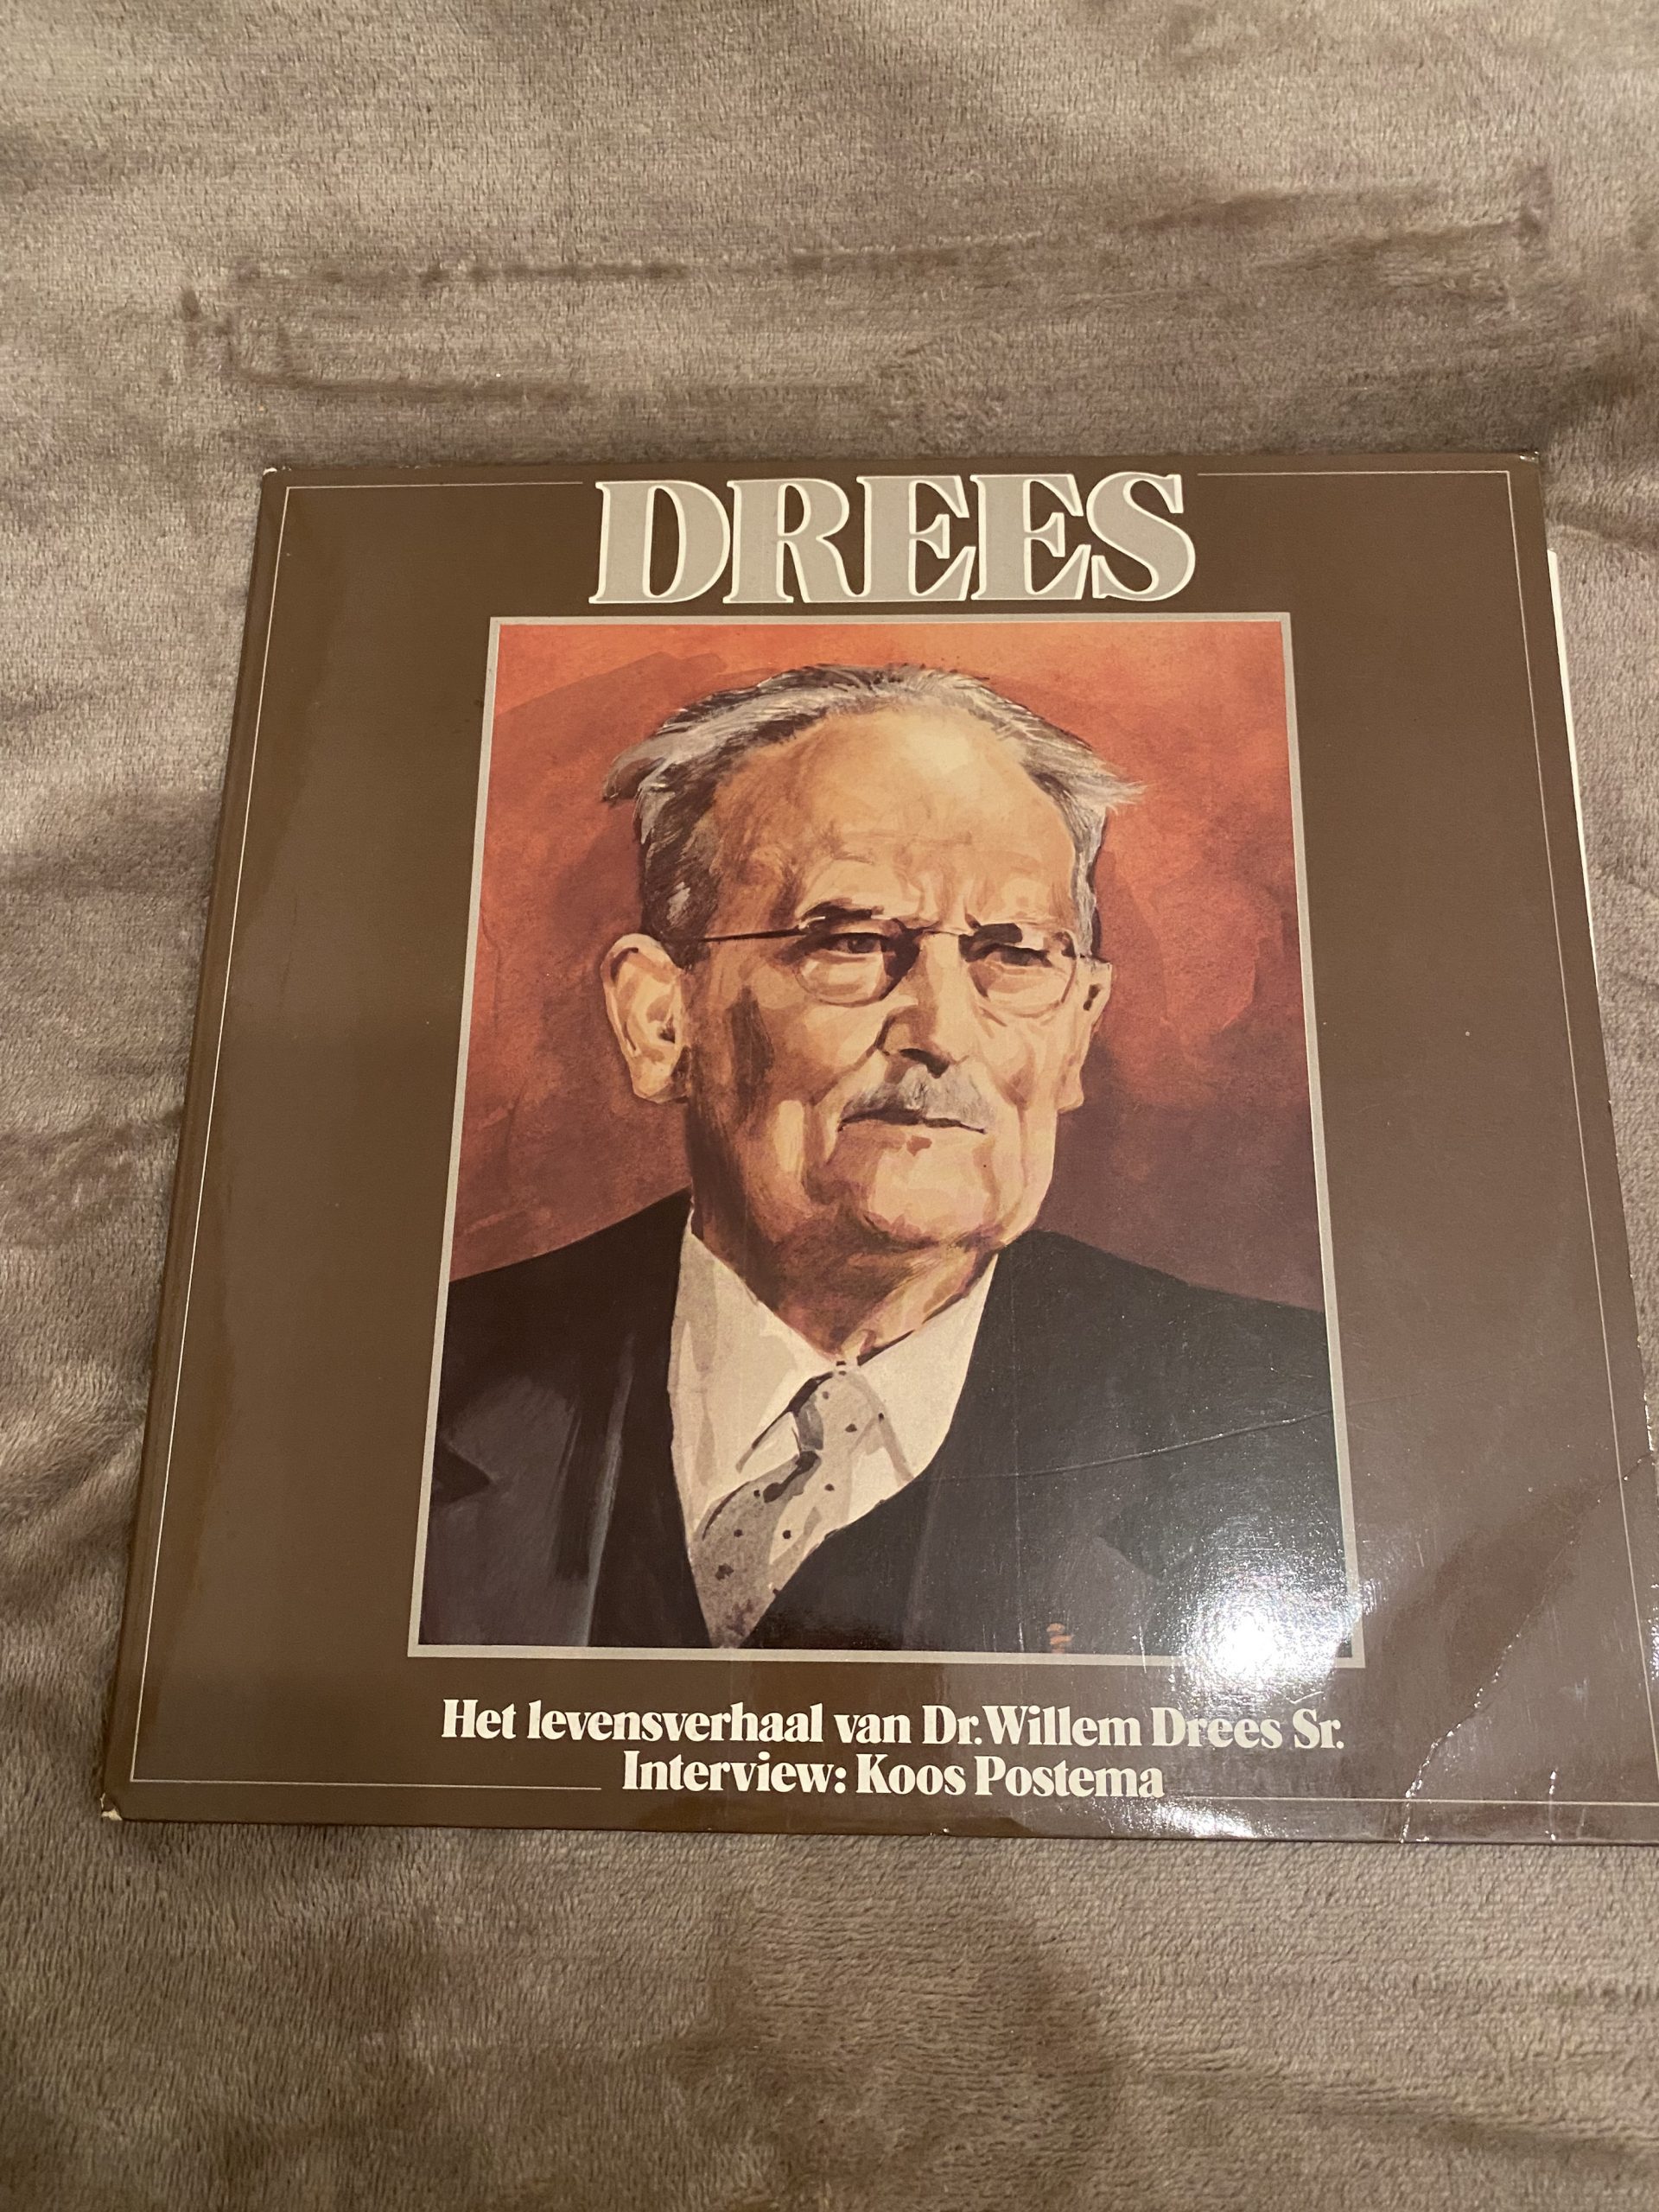 DREES
Het levensverhaal van Dr. Willem Drees Sr.
Interview: Koos Postema